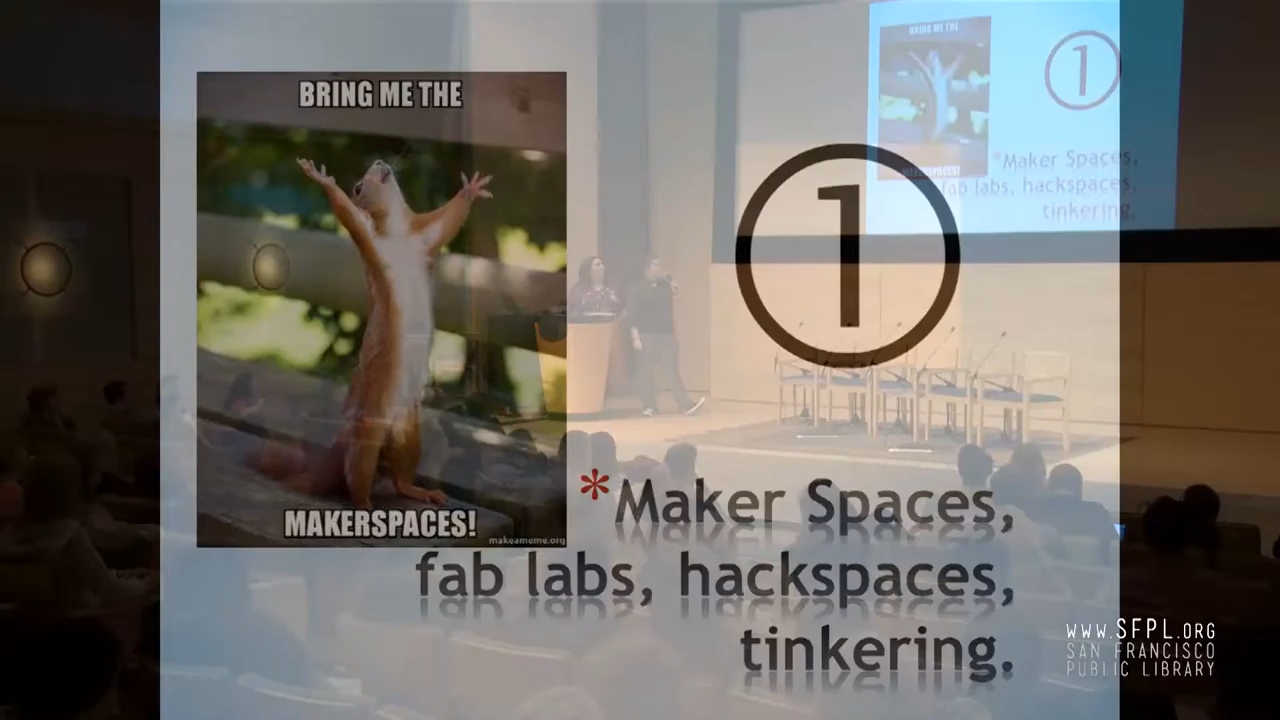 BRING ME THE
MAKERSPACES!
makeameme.org
1
*Maker Spaces,
fab labs, hackspaces,
tinkering.
BRING ME THE
MAKERSPACES!
1
*Maker Spaces,
fab labs, hackspaces,
tinkering.
www.SFPL.ORG
SAN FRANCISCO
PUBLIC LIBRARY